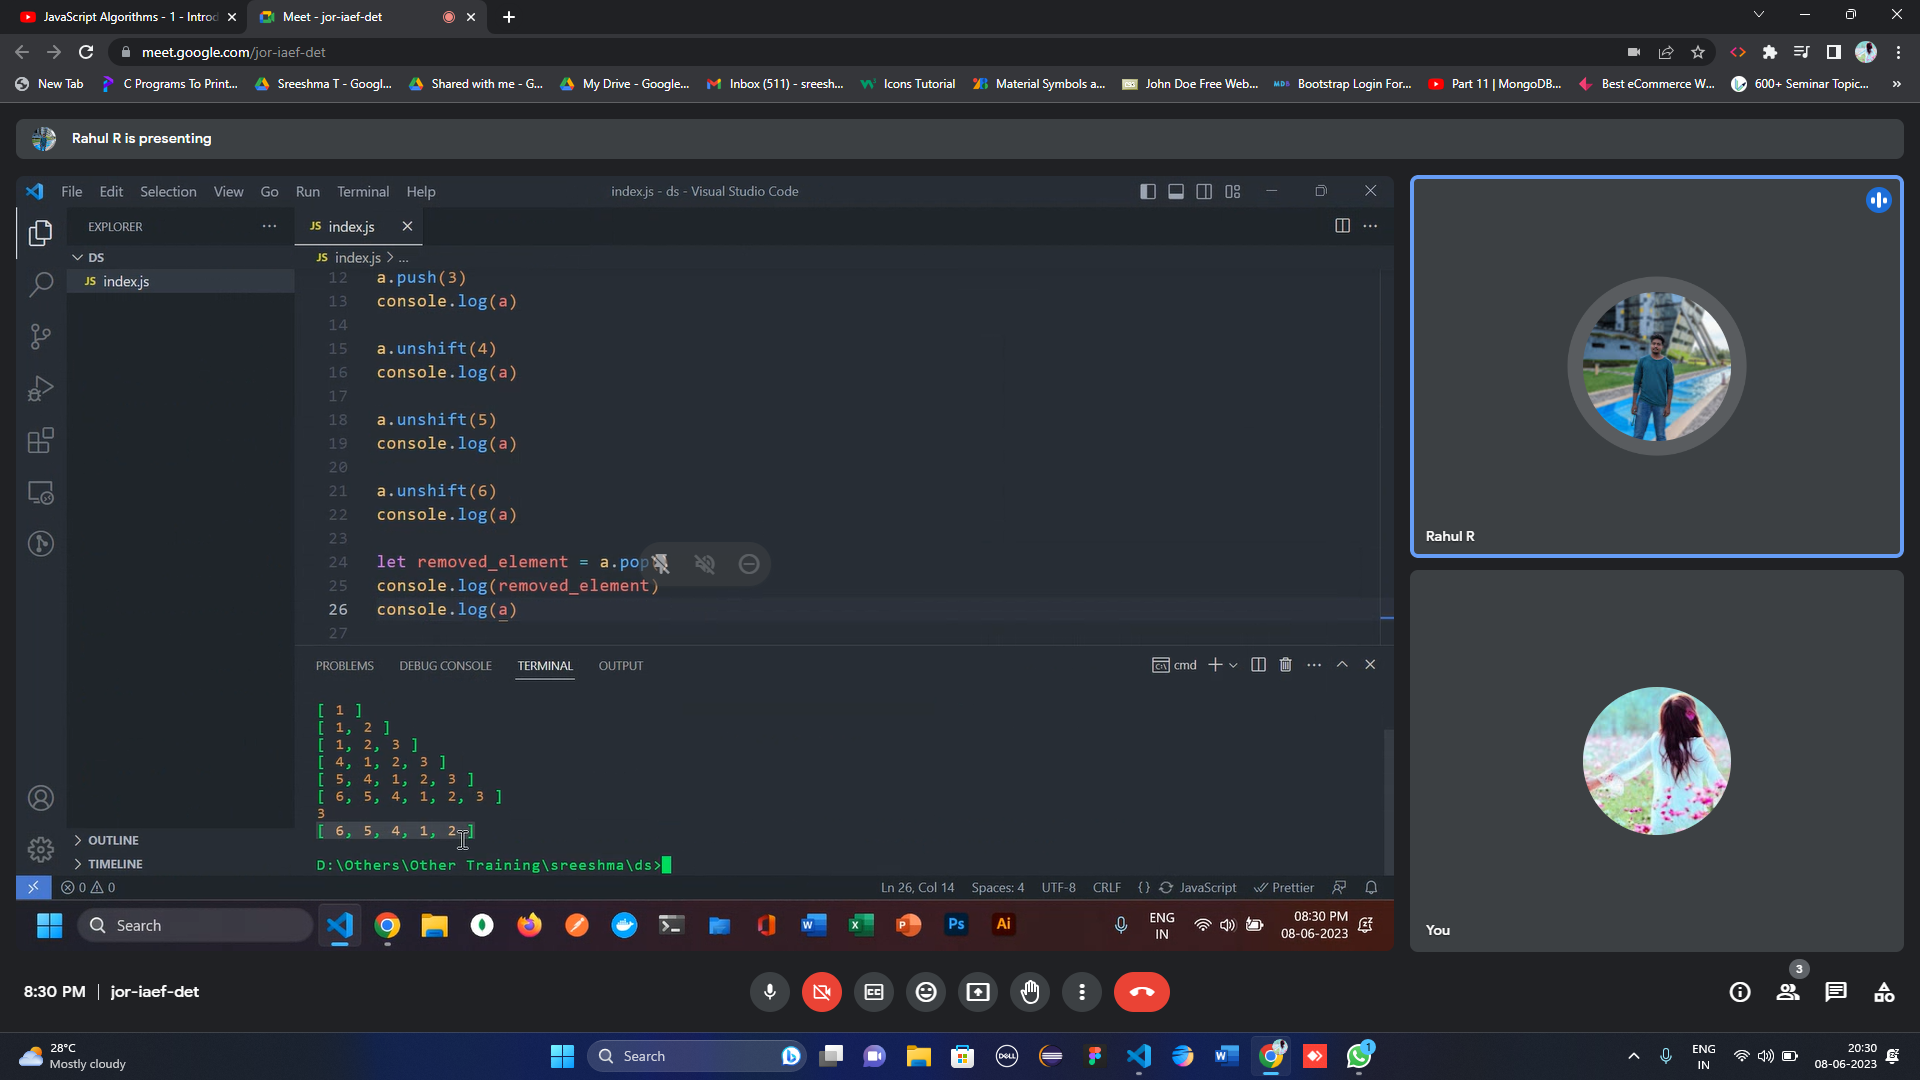 JavaScript Algorithms - 1 - Introd
Meet - jor-iaef-det
meet.google.com/jor-iaef-det
New Tab
C Programs To Print...
Sreeshma T - Googl...
Shared with me - G...
My Drive - Google...
Inbox (511) - sreesh...
Icons Tutorial
Material Symbols a...
John Doe Free Web...
Bootstrap Login For...
Part 11 | MongoDB...
Best eCommerce W...
600+ Seminar Topic...
Rahul R is presenting
File Edit Selection View Go Run Terminal Help
index.js - ds - Visual Studio Code
EXPLORER
JS index.js
DS
JS index.js
JS index.js > ...
12 a.push(3)
13 console.log(a)
14
15 a.unshift(4)
16 console.log(a)
17
18 a.unshift(5)
19 console.log(a)
20
21 a.unshift(6)
22 console.log(a)
23
24 let removed_element = a.pop
25 console.log(removed_element)
26 console.log(a)
27
PROBLEMS DEBUG CONSOLE TERMINAL OUTPUT
cmd
[ 1 ]
[ 1, 2 ]
[ 1, 2, 3 ]
[ 4, 1, 2, 3 ]
[ 5, 4, 1, 2, 3 ]
[ 6, 5, 4, 1, 2, 3 ]
3
[ 6, 5, 4, 1, 2 ]
D:\Others\Other Training\sreeshma\ds>
OUTLINE
TIMELINE
0 0
Ln 26, Col 14 Spaces: 4 UTF-8 CRLF {} JavaScript Prettier
Search
Ps
Ai
ENG
IN
08:30 PM
08-06-2023
Rahul R
You
8:30 PM | jor-iaef-det
3
28°C
Mostly cloudy
Search
DELL
1
ENG
IN
20:30
08-06-2023